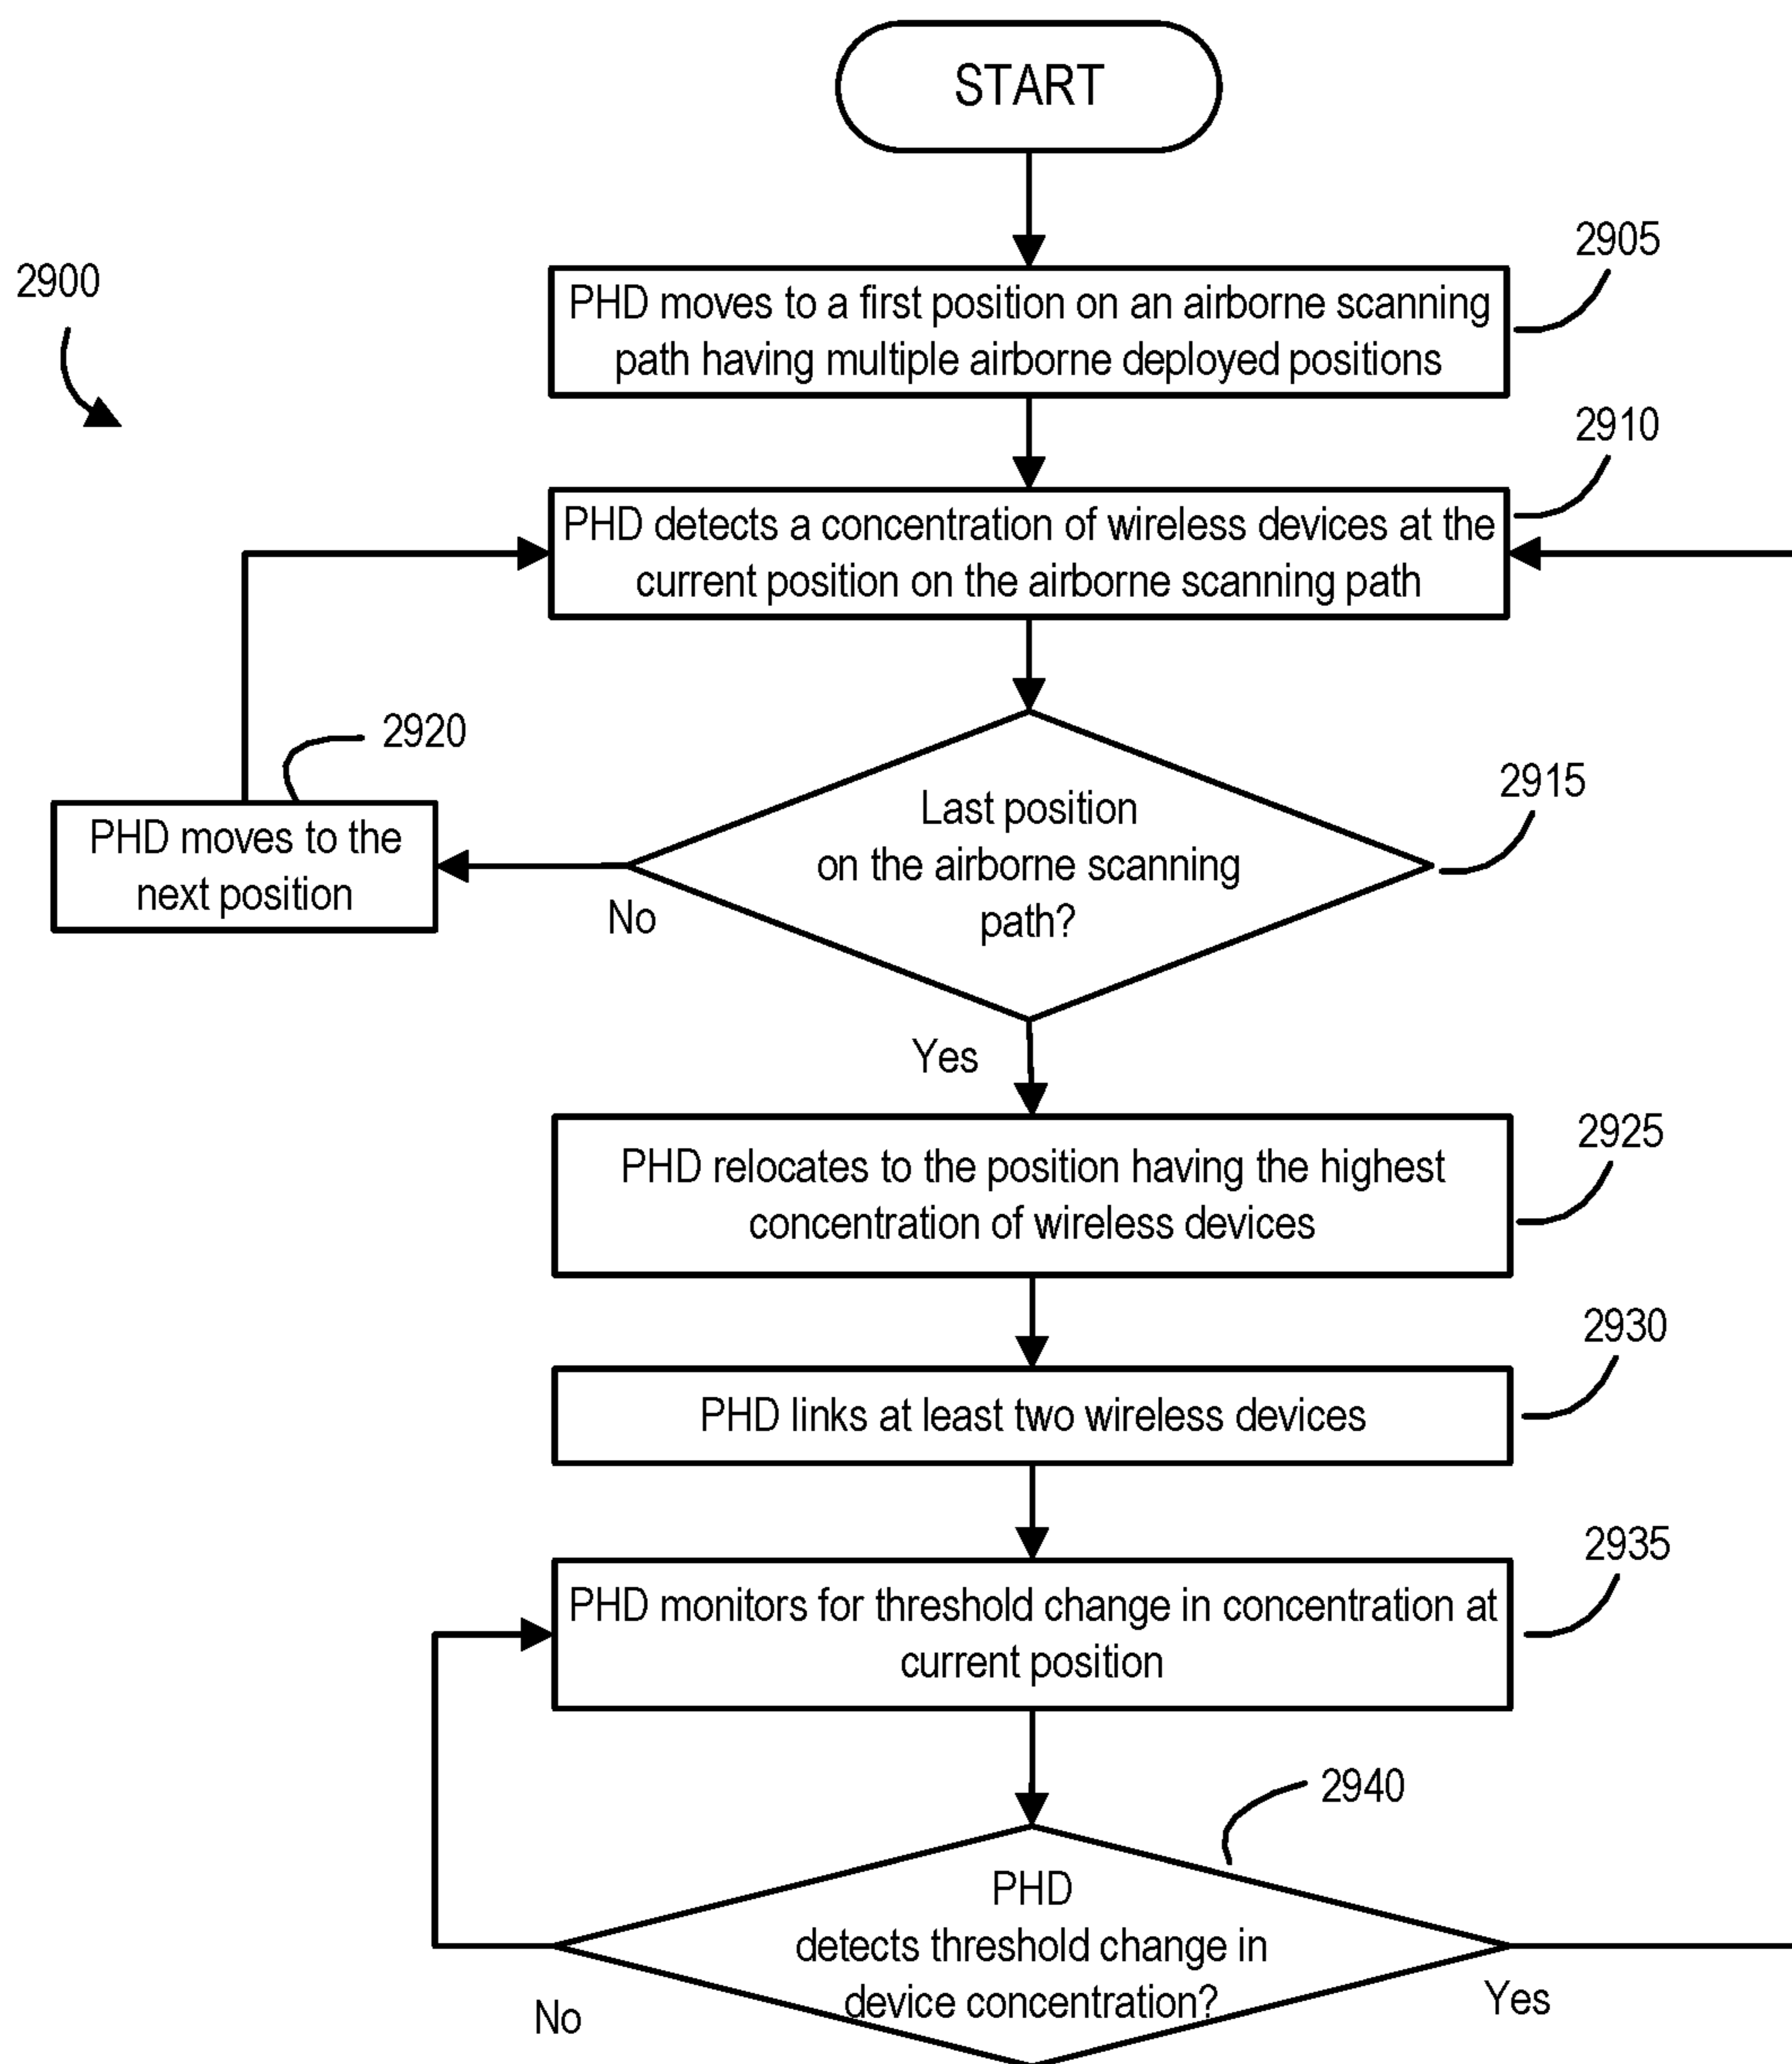 START
2900
2905
PHD moves to a first position on an airborne scanning
path having multiple airborne deployed positions
2910
PHD detects a concentration of wireless devices at the
current position on the airborne scanning path
2920
PHD moves to the
next position
2915
Last position
on the airborne scanning
path?
No
Yes
2925
PHD relocates to the position having the highest
concentration of wireless devices
2930
PHD links at least two wireless devices
2935
PHD monitors for threshold change in concentration at
current position
2940
PHD
detects threshold change in
device concentration?
No
Yes